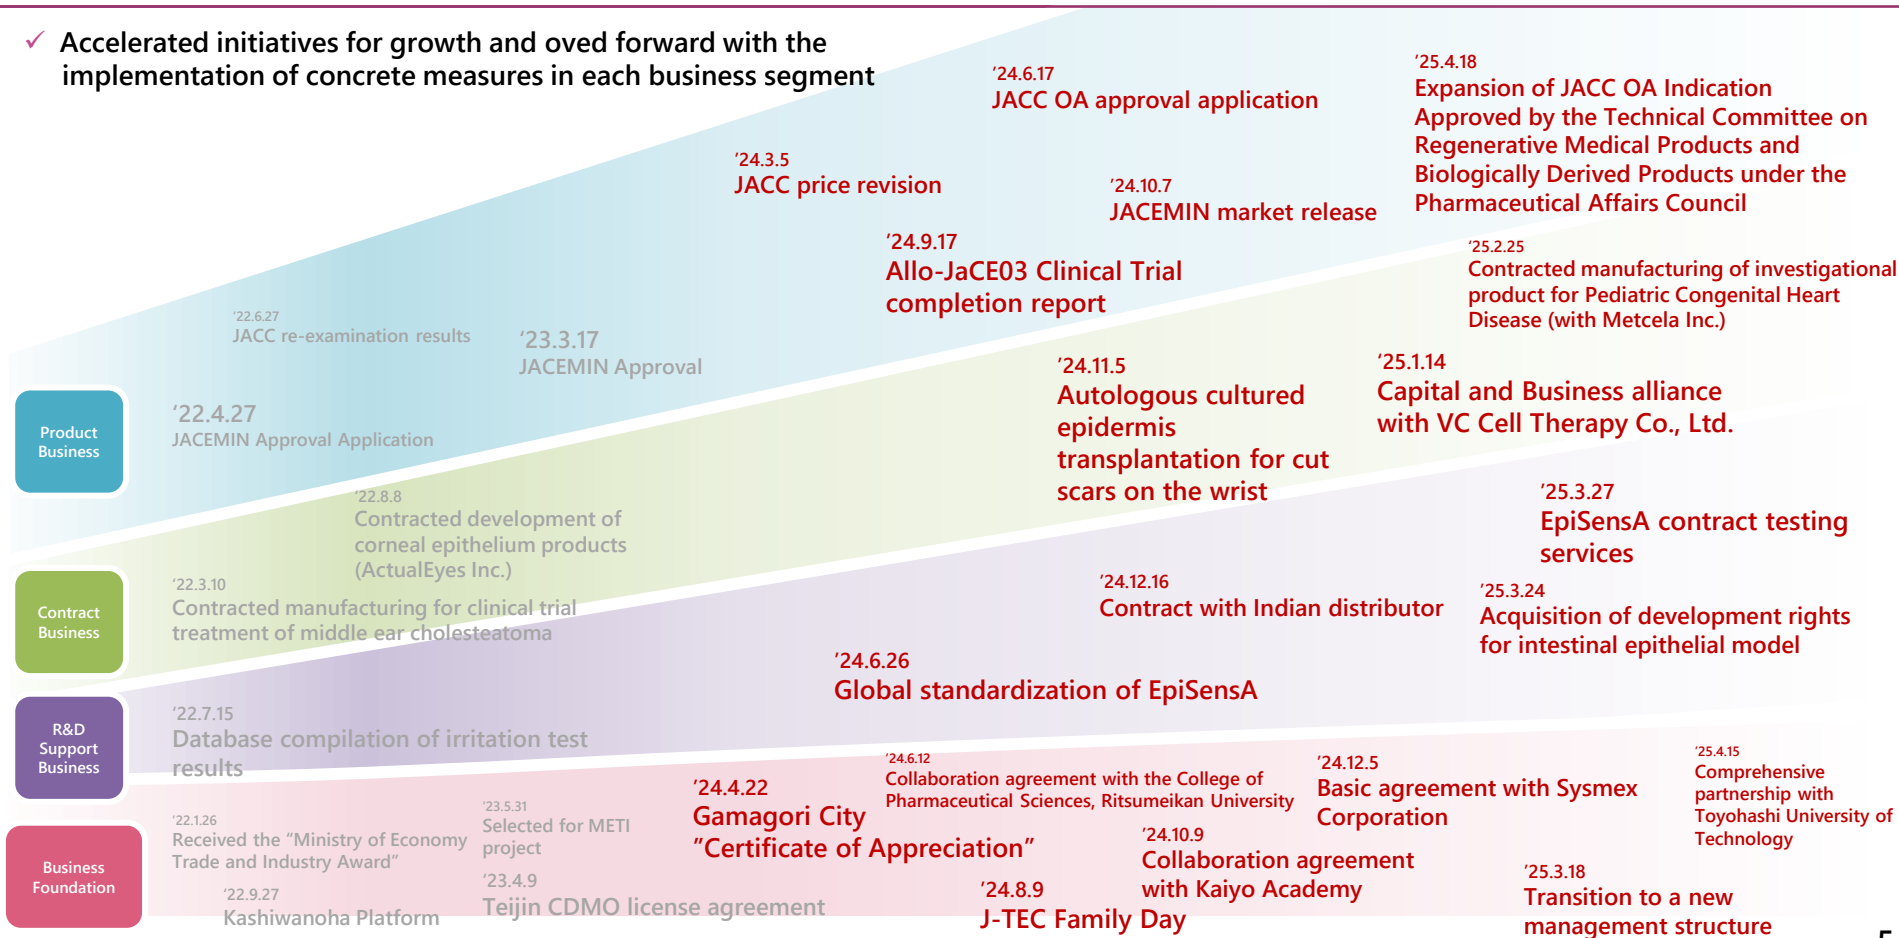 ✓ Accelerated initiatives for growth and oved forward with the
implementation of concrete measures in each business segment
Product
Business
'22.4.27
JACEMIN Approval Application
'22.6.27
JACC re-examination results
'23.3.17
JACEMIN Approval
'24.3.5
JACC price revision
'24.6.17
JACC OA approval application
'24.9.17
Allo-JaCE03 Clinical Trial
completion report
'24.10.7
JACEMIN market release
'25.4.18
Expansion of JACC OA Indication
Approved by the Technical Committee on
Regenerative Medical Products and
Biologically Derived Products under the
Pharmaceutical Affairs Council
Contract
Business
'22.3.10
Contracted manufacturing for clinical trial
treatment of middle ear cholesteatoma
'22.8.8
Contracted development of
corneal epithelium products
(ActualEyes Inc.)
'24.11.5
Autologous cultured
epidermis
transplantation for cut
scars on the wrist
'25.1.14
Capital and Business alliance
with VC Cell Therapy Co., Ltd.
'25.2.25
Contracted manufacturing of investigational
product for Pediatric Congenital Heart
Disease (with Metcela Inc.)
R&D
Support
Business
'22.7.15
Database compilation of irritation test
results
'24.6.26
Global standardization of EpiSensA
'24.12.16
Contract with Indian distributor
'25.3.24
Acquisition of development rights
for intestinal epithelial model
'25.3.27
EpiSensA contract testing
services
Business
Foundation
'22.1.26
Received the "Ministry of Economy
Trade and Industry Award"
'22.9.27
Kashiwanoha Platform
'23.5.31
Selected for METI
project
'23.4.9
Teijin CDMO license agreement
'24.4.22
Gamagori City
"Certificate of Appreciation"
'24.6.12
Collaboration agreement with the College of
Pharmaceutical Sciences, Ritsumeikan University
'24.8.9
J-TEC Family Day
'24.10.9
Collaboration agreement
with Kaiyo Academy
'24.12.5
Basic agreement with Sysmex
Corporation
'25.3.18
Transition to a new
management structure
'25.4.15
Comprehensive
partnership with
Toyohashi University of
Technology
5